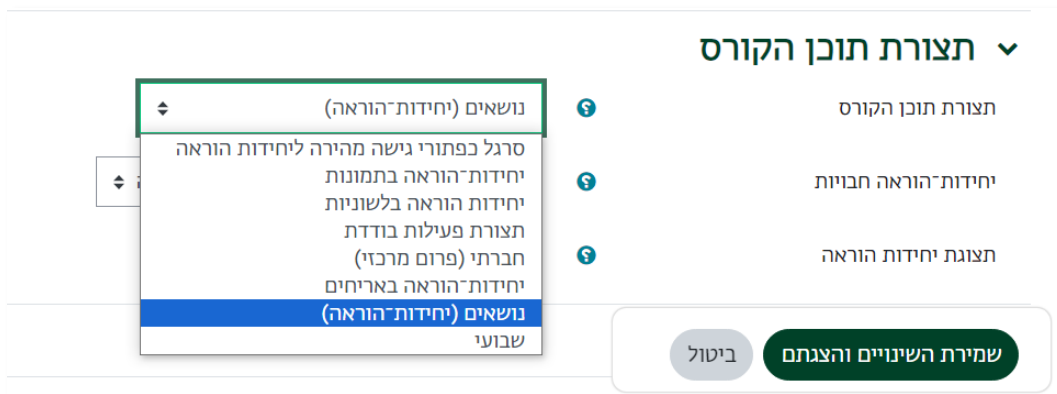 תצורת תוכן הקורס
תצורת תוכן הקורס
נושאים (יחידות־הוראה)
סרגל כפתורי גישה מהירה ליחידות הוראה
יחידות־הוראה בתמונות
יחידות הוראה בלשוניות
תצורת פעילות בודדת
חברתי (פרום מרכזי)
יחידות־הוראה באריחים
נושאים (יחידות־הוראה)
שבועי
יחידות־הוראה חבויות
תצוגת יחידות הוראה
שמירת השינויים והצגתם
ביטול